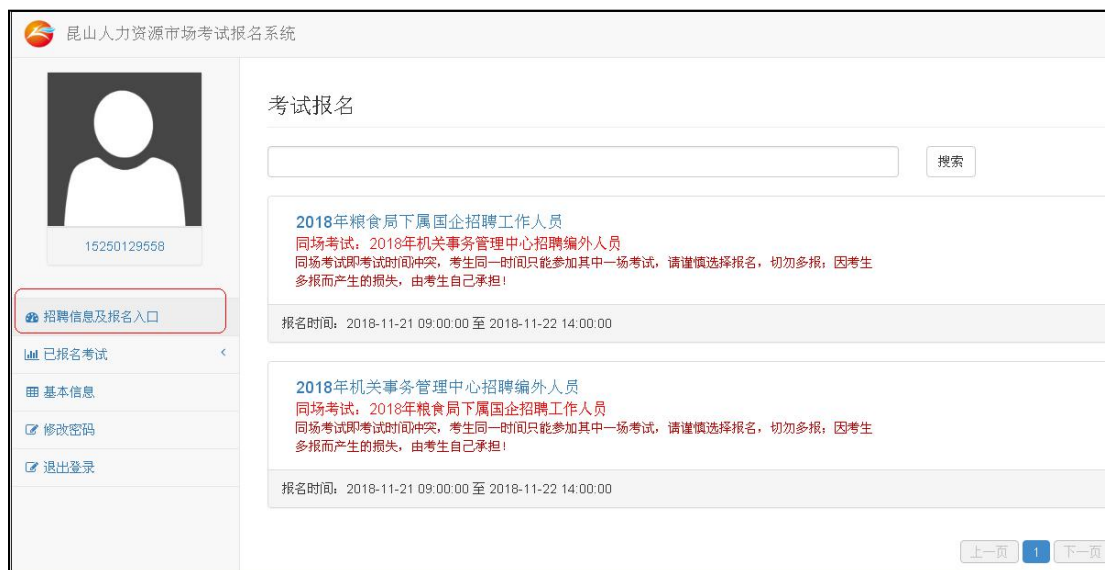 昆山人力资源市场考试报名系统
15250129558
招聘信息及报名入口
已报名考试
基本信息
修改密码
退出登录
考试报名
搜索
2018年粮食局下属国企招聘工作人员
同场考试：2018年机关事务管理中心招聘编外人员
同场考试即考试时间冲突，考生同一时间只能参加其中一场考试，请谨慎选择报名，切勿多报；因考生
多报而产生的损失，由考生自己承担！
报名时间：2018-11-21 09:00:00 至 2018-11-22 14:00:00
2018年机关事务管理中心招聘编外人员
同场考试：2018年粮食局下属国企招聘工作人员
同场考试即考试时间冲突，考生同一时间只能参加其中一场考试，请谨慎选择报名，切勿多报；因考生
多报而产生的损失，由考生自己承担！
报名时间：2018-11-21 09:00:00 至 2018-11-22 14:00:00
上一页 1 下一页